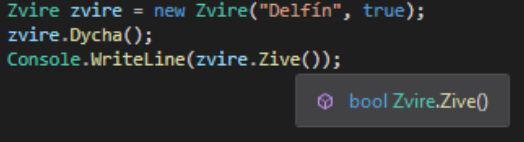 Zvire zvire = new Zvire("Delfín", true);
zvire.Dycha();
Console.WriteLine(zvire.Zive());
bool Zvire.Zive()